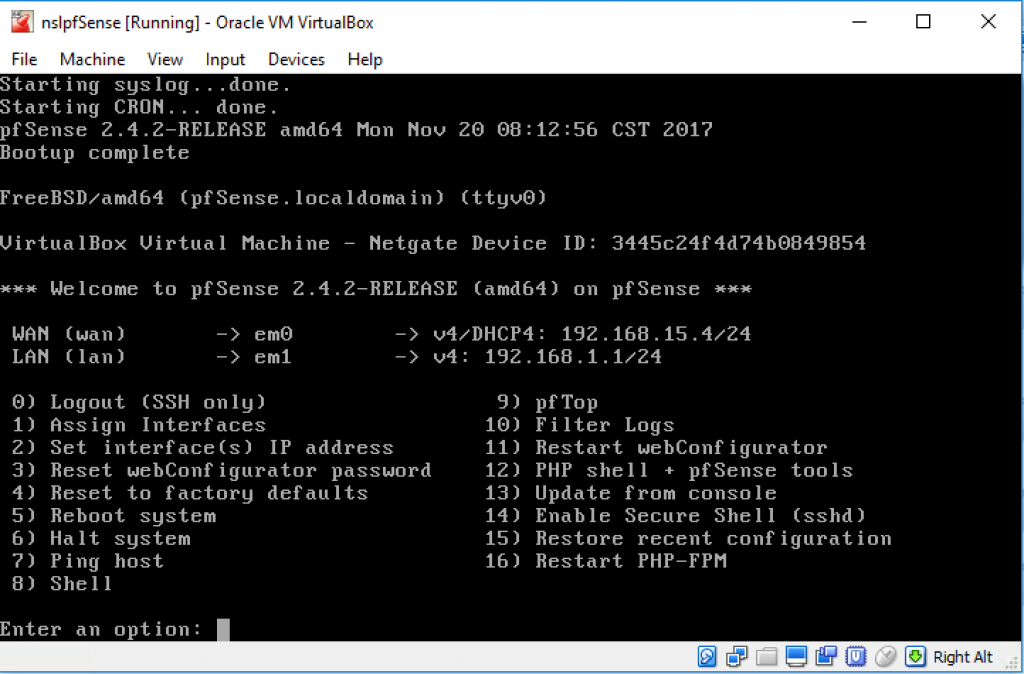 nslpfSense [Running] - Oracle VM VirtualBox
File Machine View Input Devices Help
Starting syslog...done.
Starting CRON... done.
pfSense 2.4.2-RELEASE amd64 Mon Nov 20 08:12:56 CST 2017
Bootup complete
FreeBSD/amd64 (pfSense.localdomain) (ttyv0)
VirtualBox Virtual Machine - Netgate Device ID: 3445c24f4d74b0849854
*** Welcome to pfSense 2.4.2-RELEASE (amd64) on pfSense ***
WAN (wan) -> em0 -> v4/DHCP4: 192.168.15.4/24
LAN (lan) -> em1 -> v4: 192.168.1.1/24
0) Logout (SSH only) 9) pfTop
1) Assign Interfaces 10) Filter Logs
2) Set interface(s) IP address 11) Restart webConfigurator
3) Reset webConfigurator password 12) PHP shell + pfSense tools
4) Reset to factory defaults 13) Update from console
5) Reboot system 14) Enable Secure Shell (sshd)
6) Halt system 15) Restore recent configuration
7) Ping host 16) Restart PHP-FPM
8) Shell
Enter an option:
Right Alt